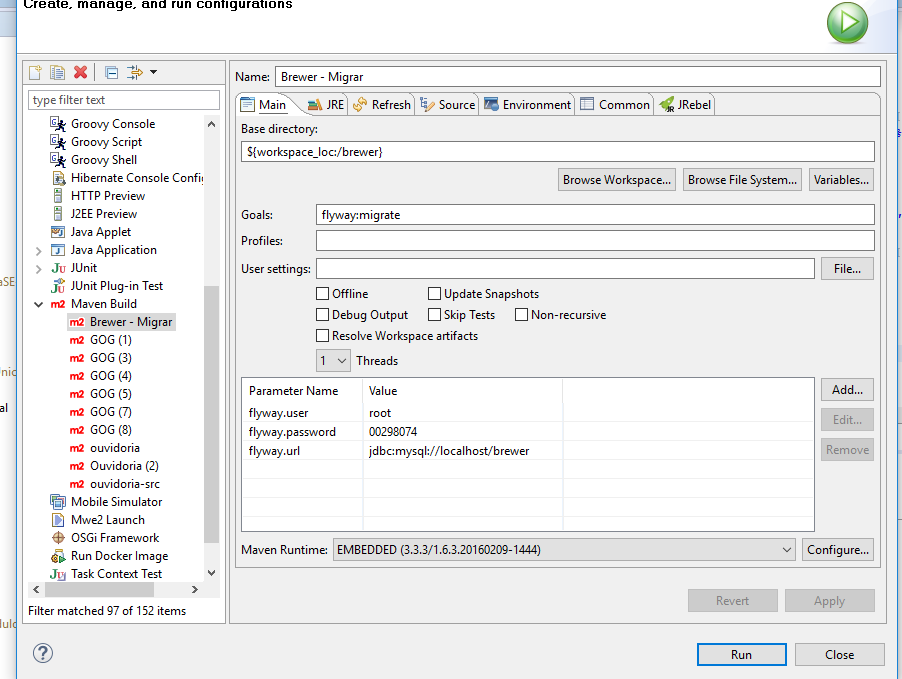 Create, manage, and run configurations
Name: Brewer - Migrar
type filter text
Main JRE Refresh Source Environment Common JRebel
Groovy Console
Groovy Script
Groovy Shell
Hibernate Console Config
HTTP Preview
J2EE Preview
Java Applet
Java Application
JUnit
JUnit Plug-in Test
Maven Build
Brewer - Migrar
GOG (1)
GOG (3)
GOG (4)
GOG (5)
GOG (7)
GOG (8)
ouvidoria
Ouvidoria (2)
ouvidoria-src
Mobile Simulator
Mwe2 Launch
OSGi Framework
Run Docker Image
Task Context Test
Filter matched 97 of 152 items
Base directory:
${workspace_loc:/brewer}
Browse Workspace... Browse File System... Variables...
Goals: flyway:migrate
Profiles:
User settings: File...
Offline Update Snapshots
Debug Output Skip Tests Non-recursive
Resolve Workspace artifacts
1 Threads
Parameter Name Value Add...
flyway.user root Edit...
flyway.password 00298074
flyway.url jdbc:mysql://localhost/brewer Remove
Maven Runtime: EMBEDDED (3.3.3/1.6.3.20160209-1444) Configure...
Revert Apply
Run Close